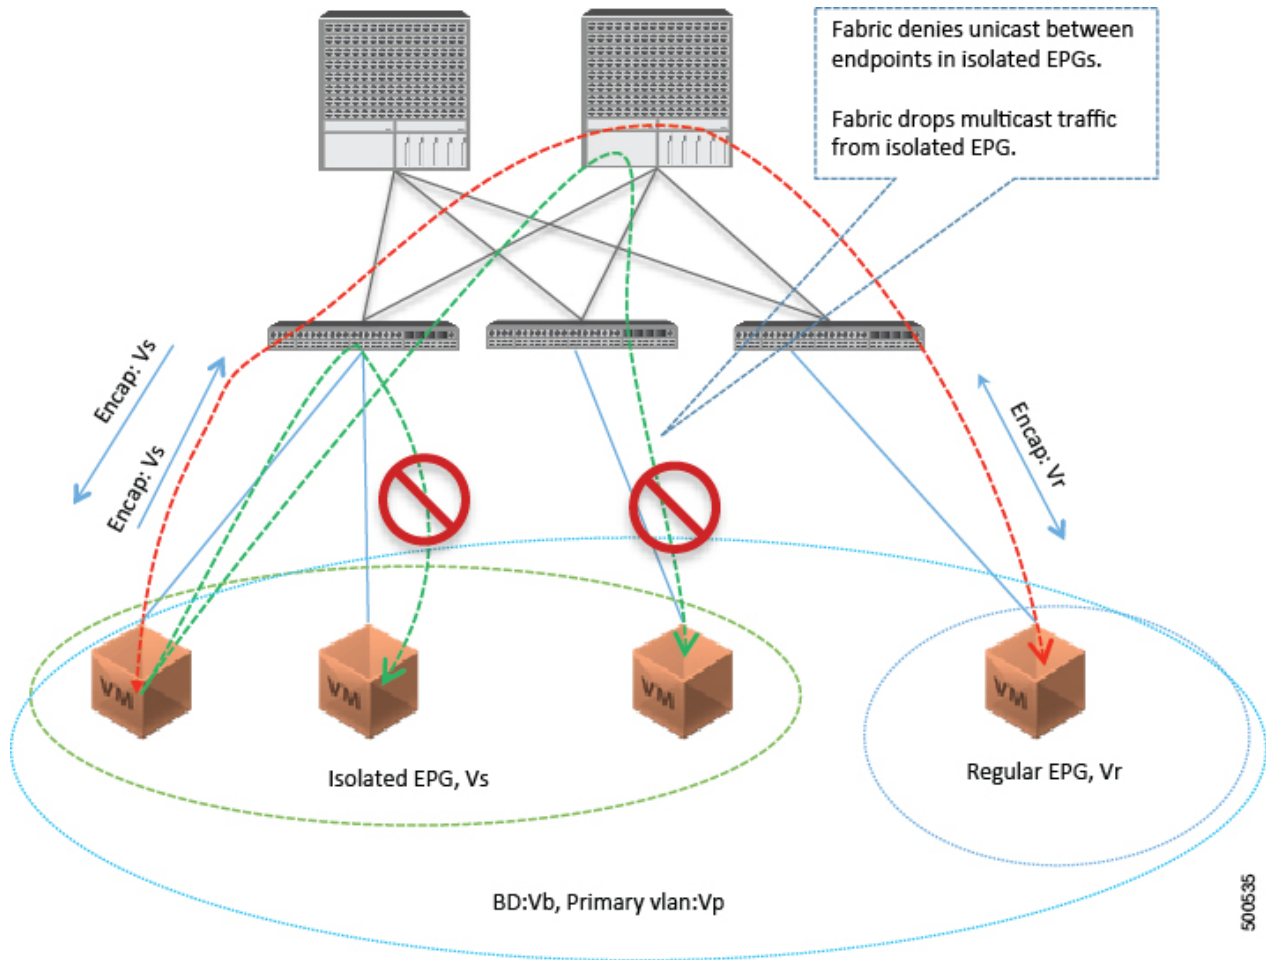 Fabric denies unicast between
endpoints in isolated EPGs.
Fabric drops multicast traffic
from isolated EPG.
Encap: Vs
Encap: Vs
Encap: Vr
VM
VM
VM
VM
Isolated EPG, Vs
Regular EPG, Vr
BD:Vb, Primary vlan:Vp
500535